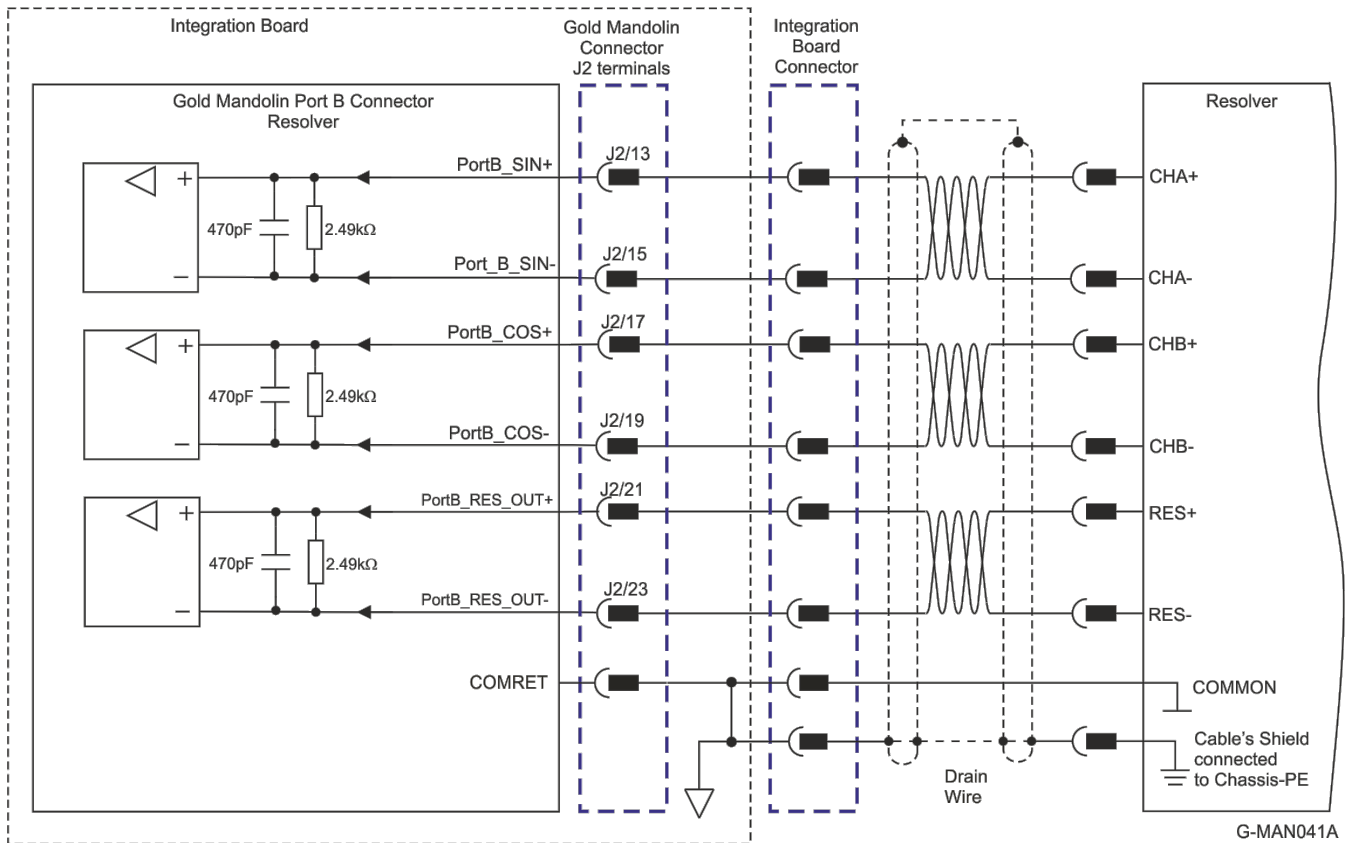 Integration Board
Gold Mandolin
Connector
J2 terminals
Integration
Board
Connector
Gold Mandolin Port B Connector
Resolver
Resolver
PortB_SIN+
J2/13
CHA+
+
470pF
2.49kΩ
Port_B_SIN-
J2/15
CHA-
−
PortB_COS+
J2/17
CHB+
+
470pF
2.49kΩ
PortB_COS-
J2/19
CHB-
−
PortB_RES_OUT+
J2/21
RES+
+
470pF
2.49kΩ
PortB_RES_OUT-
J2/23
RES-
−
COMRET
COMMON
Cable's Shield
connected
to Chassis-PE
Drain
Wire
G-MAN041A